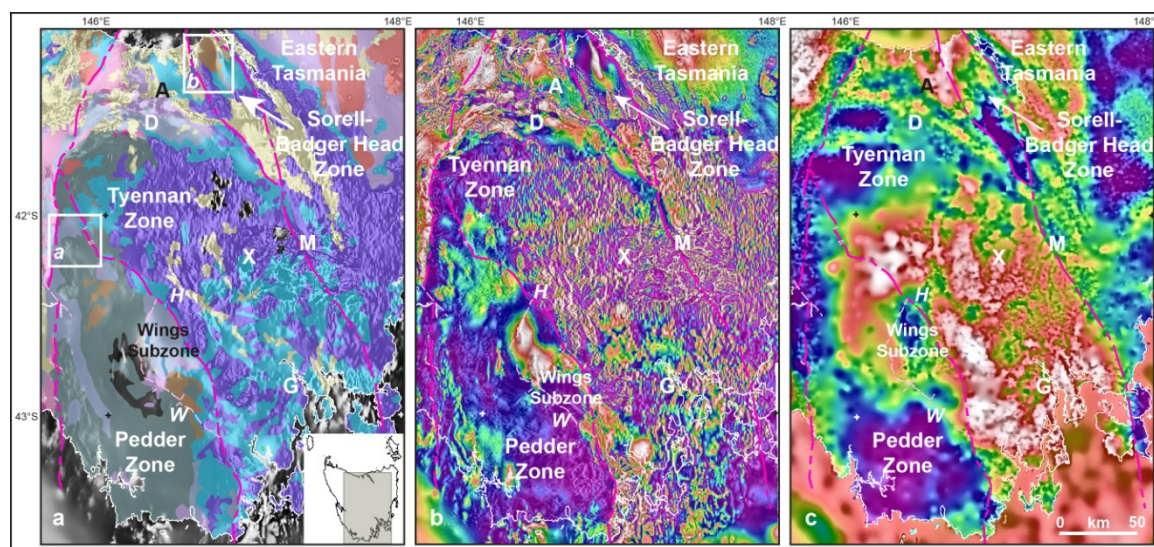 146°E
148°E
146°E
148°E
146°E
148°E
42°S
43°S
Eastern
Tasmania
b
A
D
Sorell-
Badger Head
Zone
Tyennan
Zone
a
M
X
H
Wings
Subzone
G
W
Pedder
Zone
a
Eastern
Tasmania
A
D
Sorell-
Badger Head
Zone
Tyennan
Zone
M
X
H
G
Wings
Subzone
W
Pedder
Zone
b
Eastern
Tasmania
A
D
Sorell-
Badger Head
Zone
Tyennan
Zone
M
X
H
Wings
Subzone
G
W
Pedder
Zone
c
0 km 50